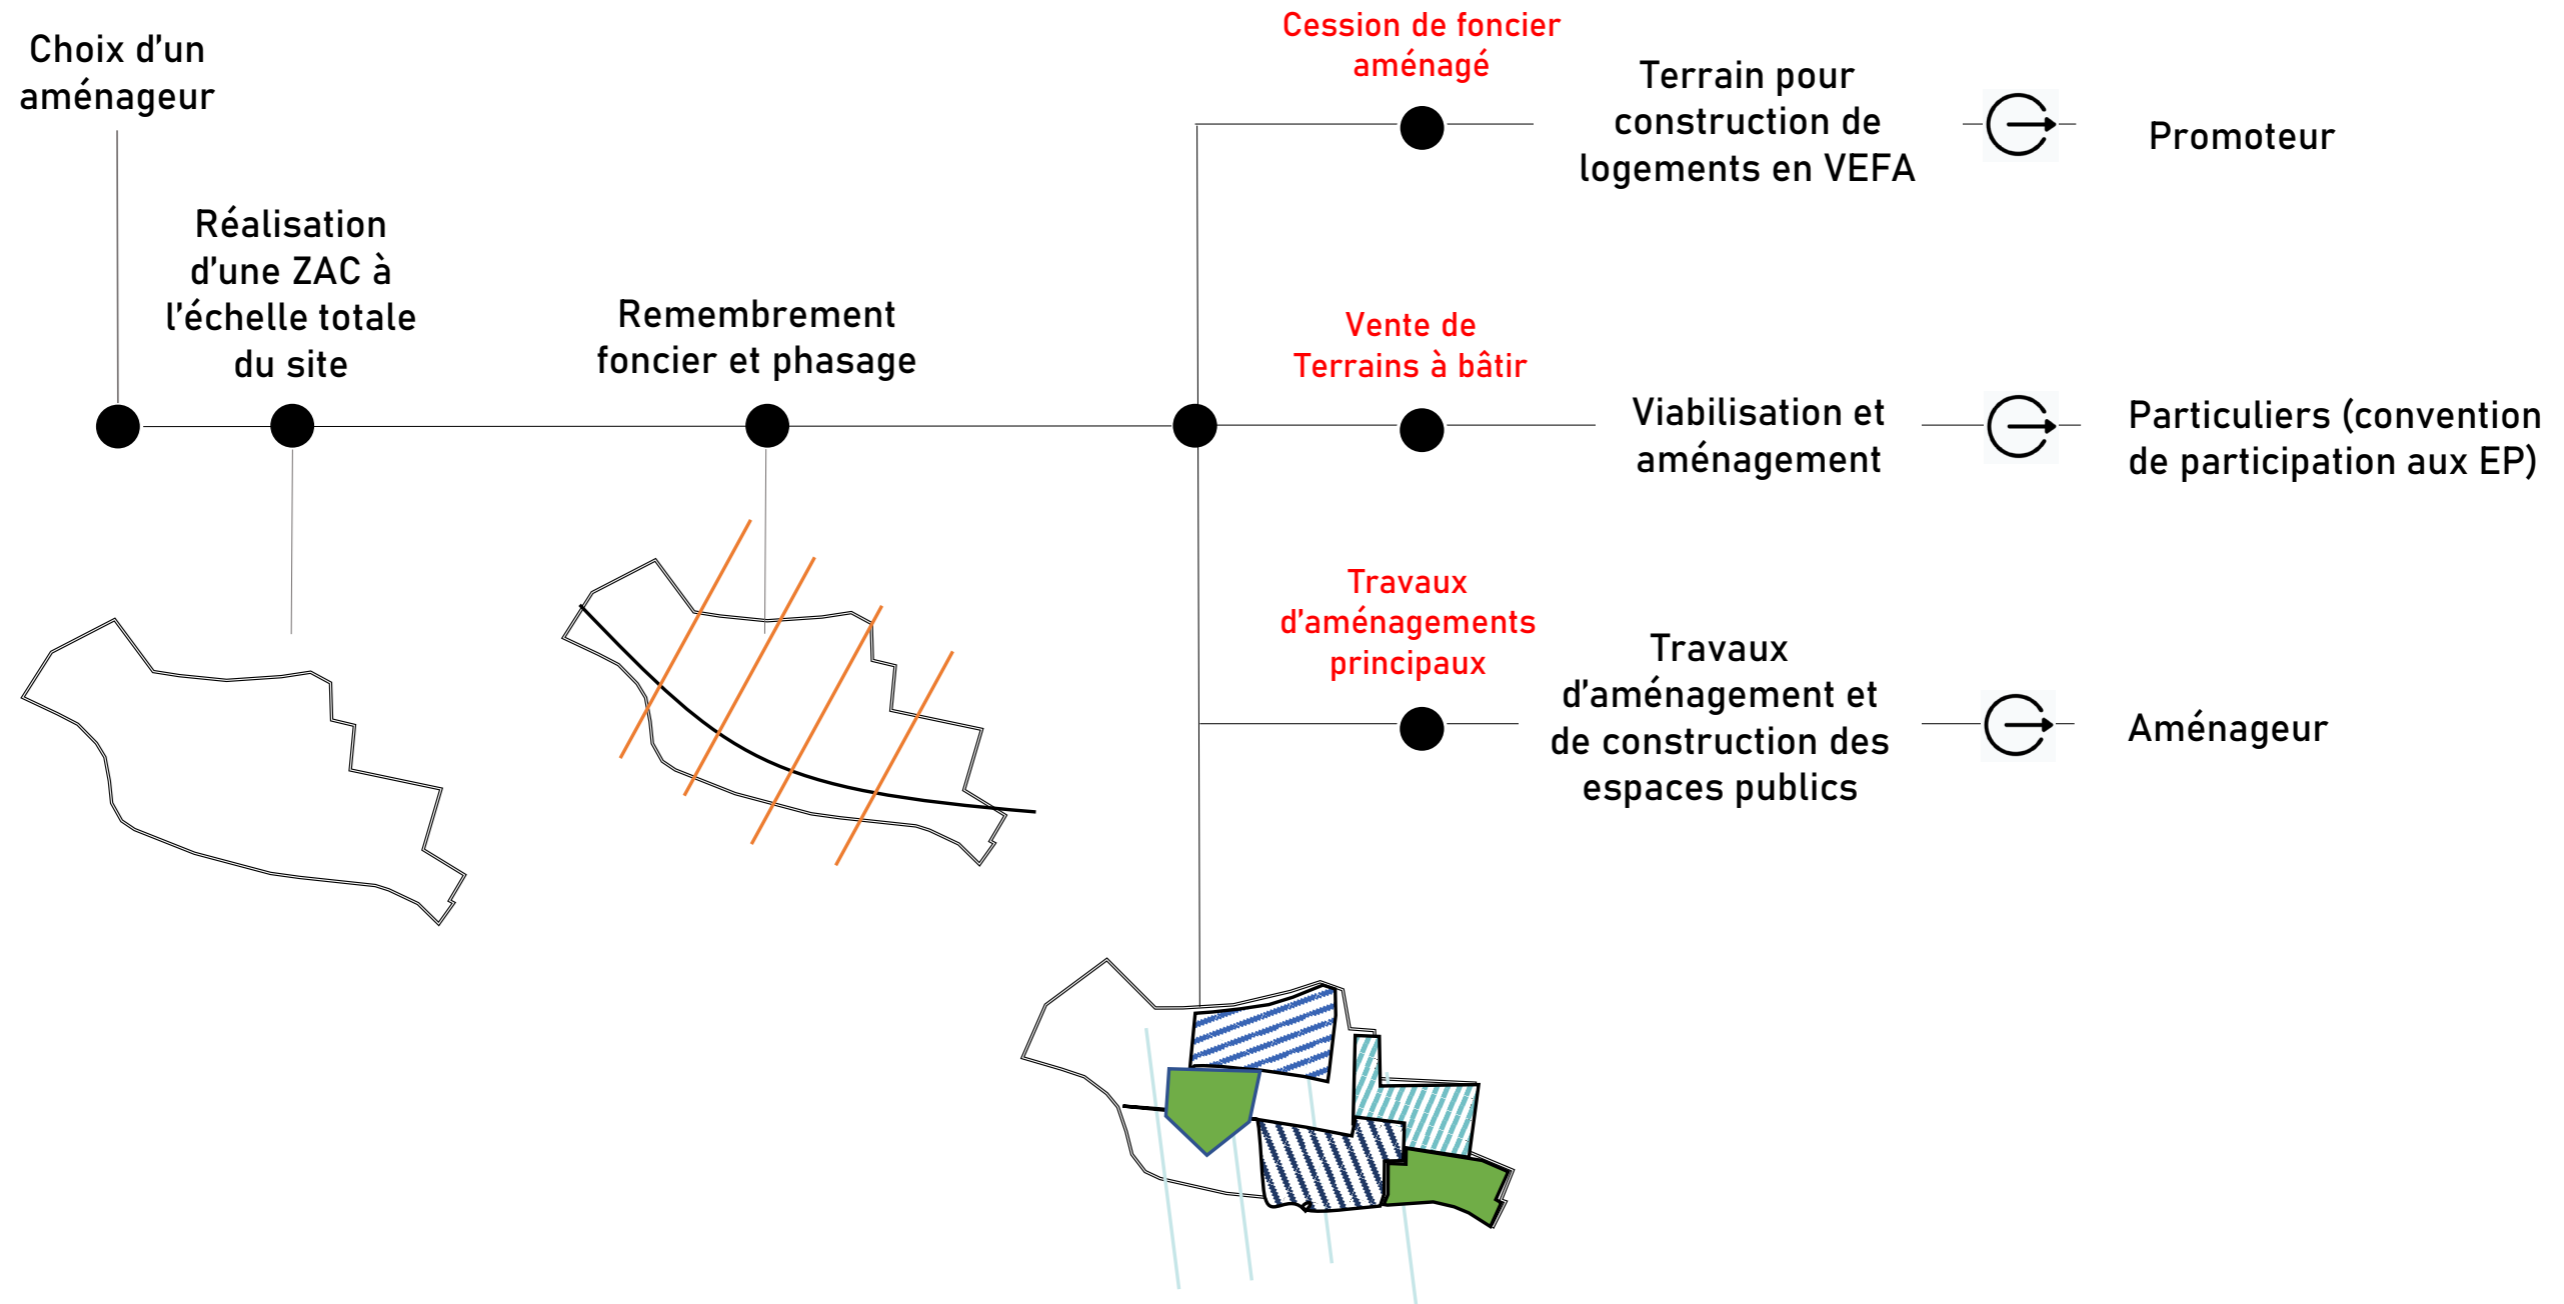 Choix d'un
aménageur
Réalisation
d'une ZAC à
l'échelle totale
du site
Remembrement
foncier et phasage
Cession de foncier
aménagé
Terrain pour
construction de
logements en VEFA
Promoteur
Vente de
Terrains à bâtir
Viabilisation et
aménagement
Particuliers (convention
de participation aux EP)
Travaux
d'aménagements
principaux
Travaux
d'aménagement et
de construction des
espaces publics
Aménageur